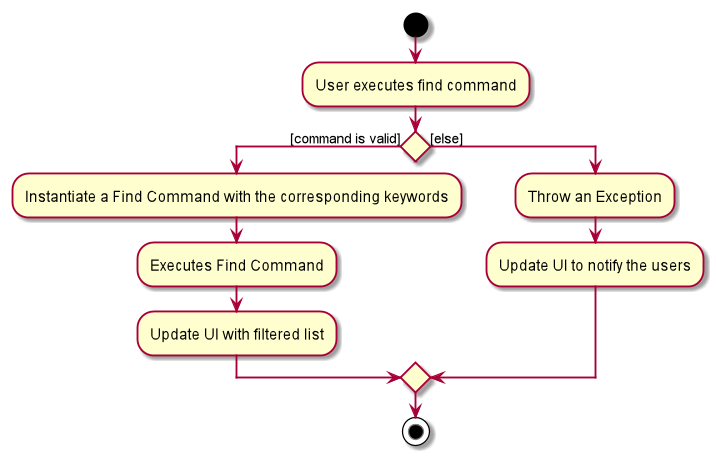 User executes find command
[command is valid]
[else]
Instantiate a Find Command with the corresponding keywords
Throw an Exception
Executes Find Command
Update UI to notify the users
Update UI with filtered list